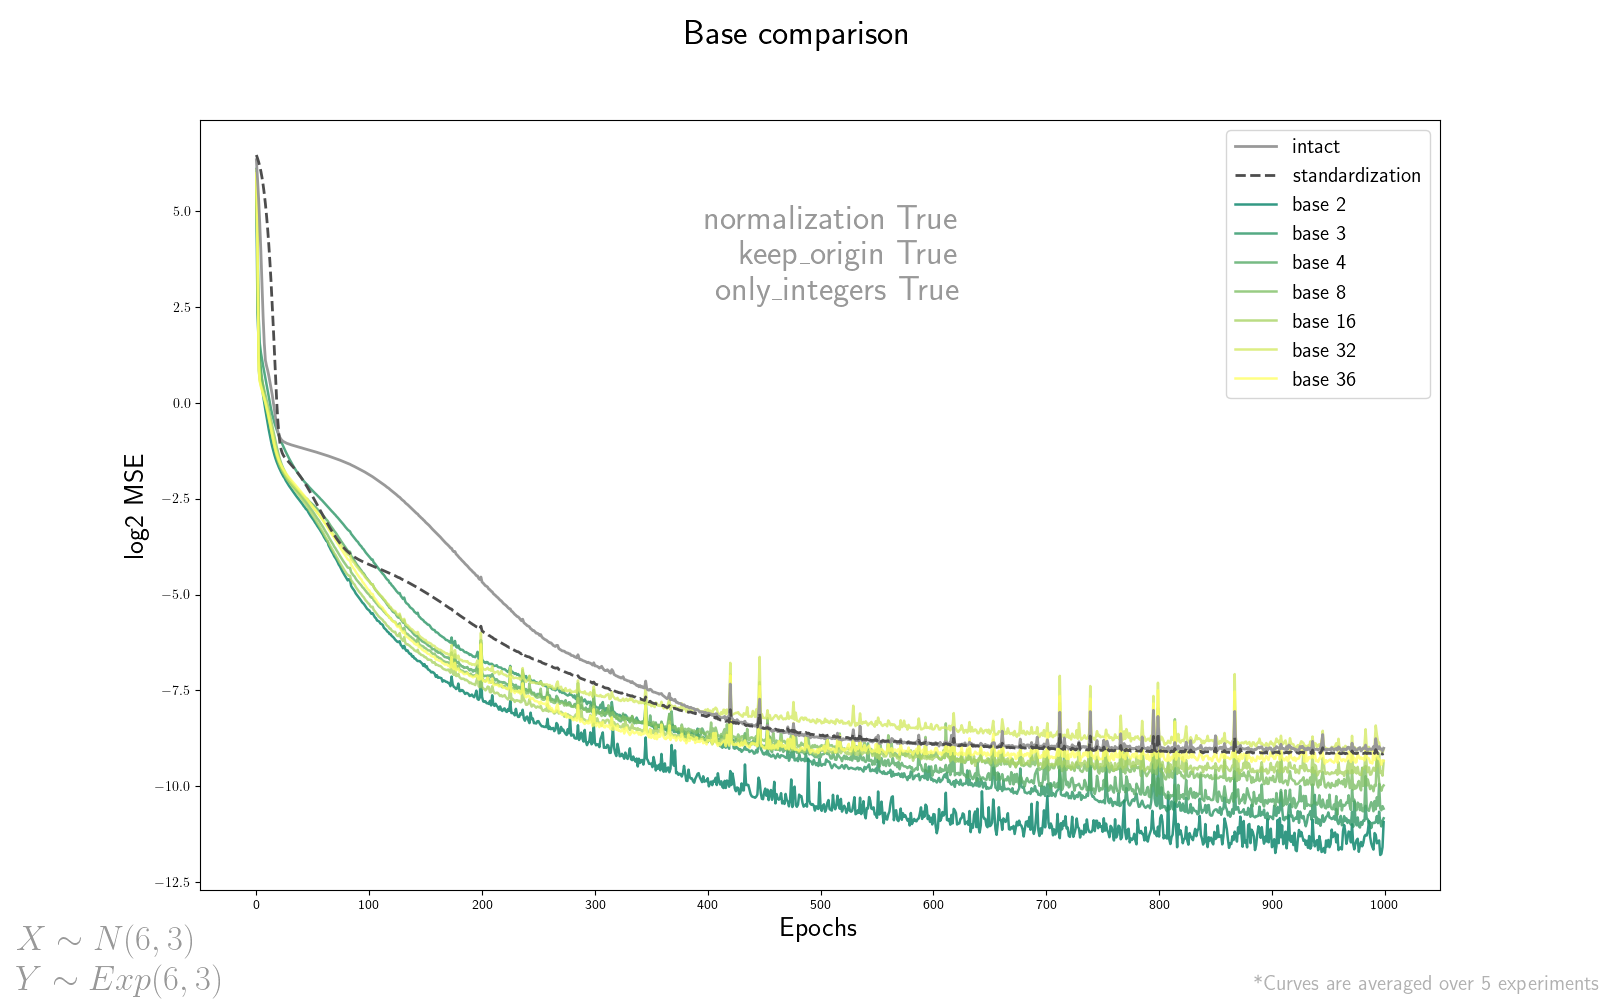 Base comparison
intact
standardization
base 2
base 3
base 4
base 8
base 16
base 32
base 36
normalization True
keep_origin True
only_integers True
log2 MSE
5.0
2.5
0.0
−2.5
−5.0
−7.5
−10.0
−12.5
0 100 200 300 400 500 600 700 800 900 1000
Epochs
X ∼ N(6, 3)
Y ∼ Exp(6, 3)
*Curves are averaged over 5 experiments